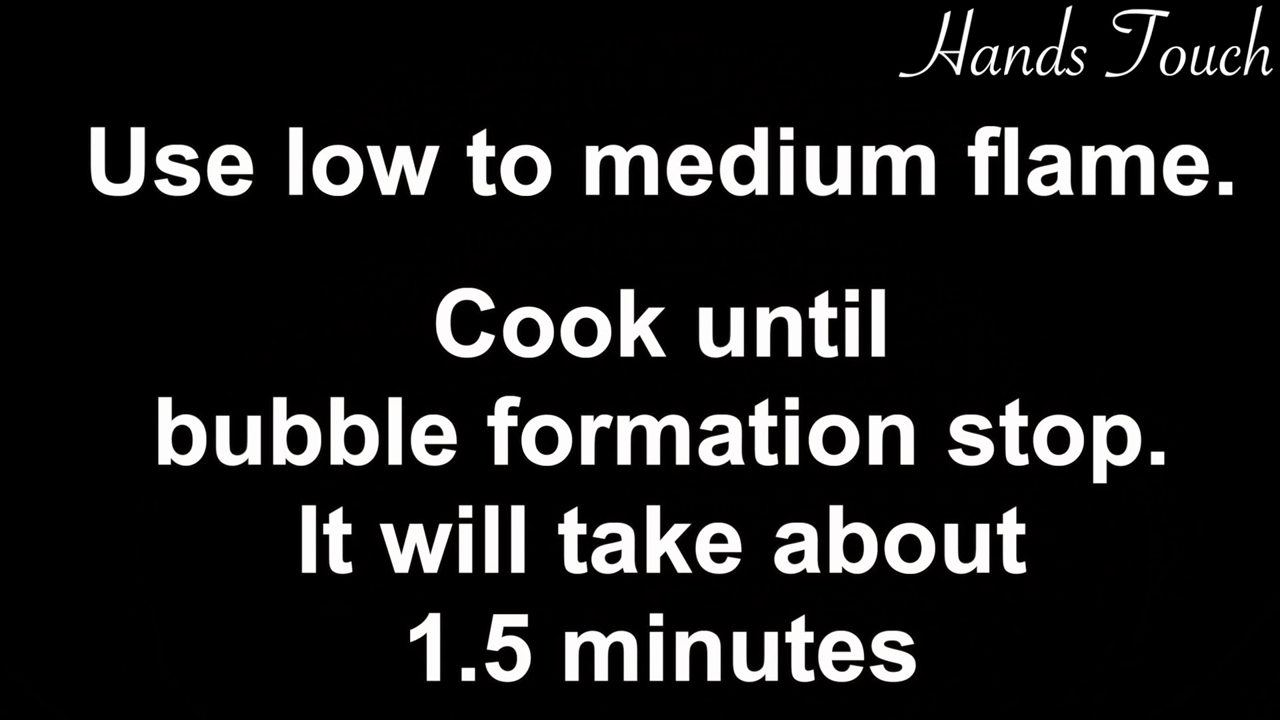 Hands Touch
Use low to medium flame.
Cook until
bubble formation stop.
It will take about
1.5 minutes